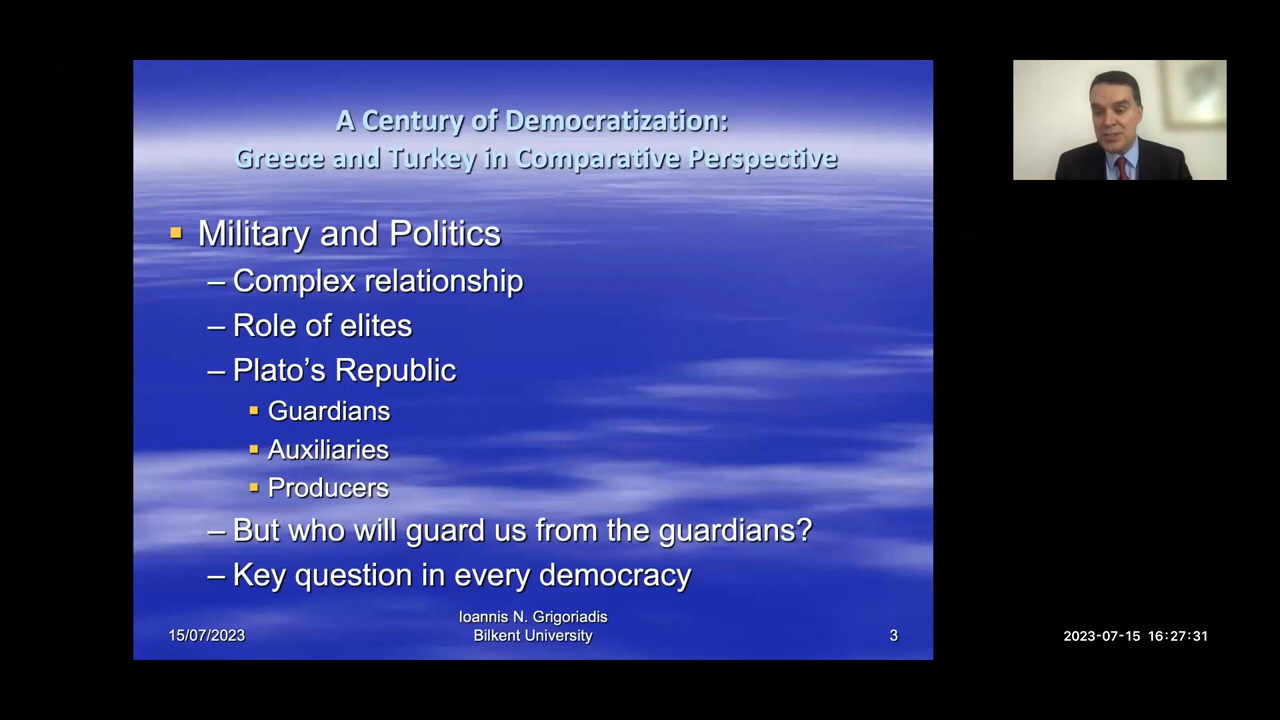 A Century of Democratization:
Greece and Turkey in Comparative Perspective
Military and Politics
– Complex relationship
– Role of elites
– Plato’s Republic
Guardians
Auxiliaries
Producers
– But who will guard us from the guardians?
– Key question in every democracy
15/07/2023
Ioannis N. Grigoriadis
Bilkent University
3
2023-07-15 16:27:31